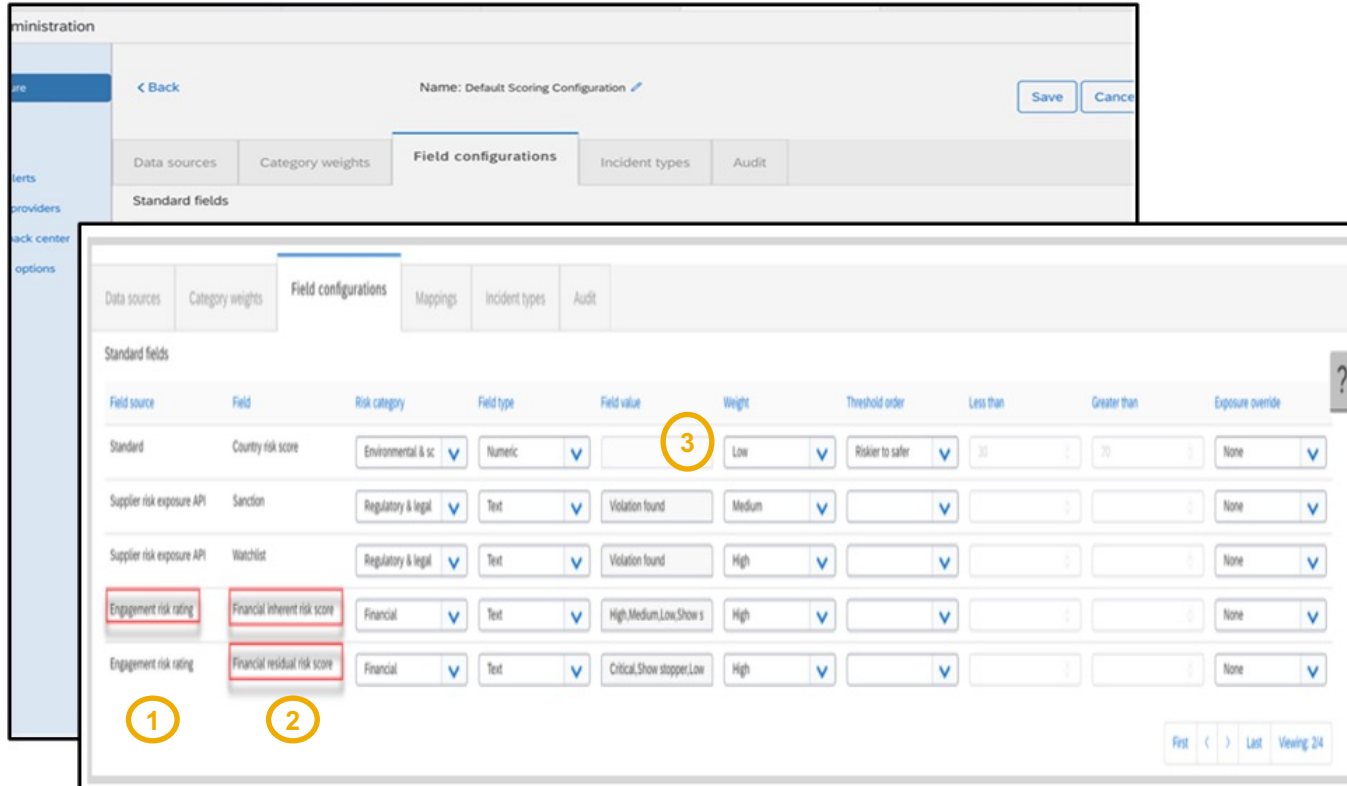 ministration
ure
< Back
Name: Default Scoring Configuration
Save
Cance
Data sources
Category weights
Field configurations
Incident types
Audit
lerts
Standard fields
providers
ack center
options
Data sources
Category weights
Field configurations
Mappings
Incident types
Audit
Standard fields
?
Field source Field Risk category Field type Field value Weight Threshold order Less than Greater than Exposure override
3
Standard Country risk score Environmental & sc Numeric Low Riskier to safer 30 70 None
Supplier risk exposure API Sanction Regulatory & legal Text Violation found Medium None
Supplier risk exposure API Watchlist Regulatory & legal Text Violation found High None
Engagement risk rating Financial inherent risk score Financial Text High,Medium,Low,Show s High None
Engagement risk rating Financial residual risk score Financial Text Critical,Show stopper,Low High None
1 2
First < > Last Viewing: 2/4